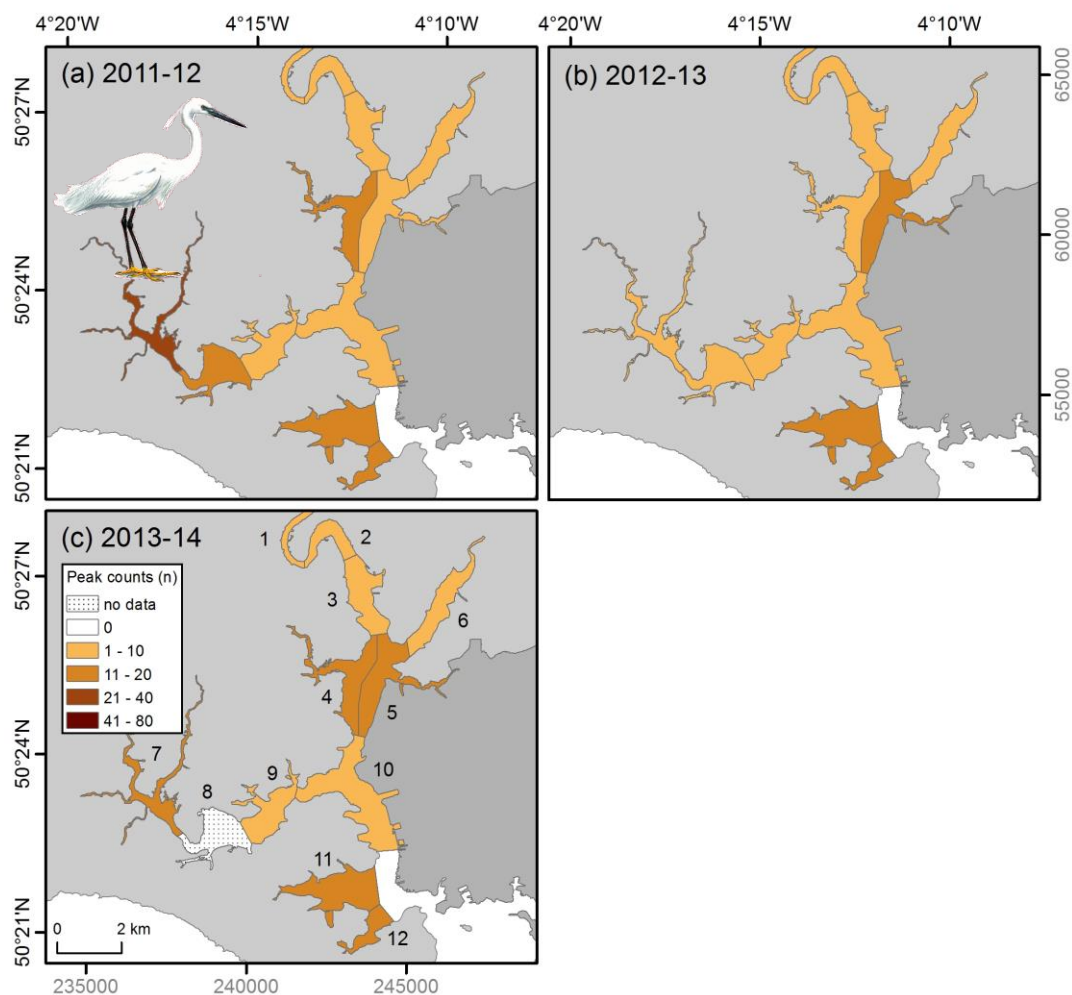 4°20'W 4°15'W 4°10'W 4°20'W 4°15'W 4°10'W
(a) 2011-12
(b) 2012-13
50°27'N
50°24'N
50°21'N
65000
60000
55000
(c) 2013-14
Peak counts (n)
no data
0
1 - 10
11 - 20
21 - 40
41 - 80
1
2
3
4
5
6
7
8
9
10
11
12
0 2 km
50°27'N
50°24'N
50°21'N
235000 240000 245000